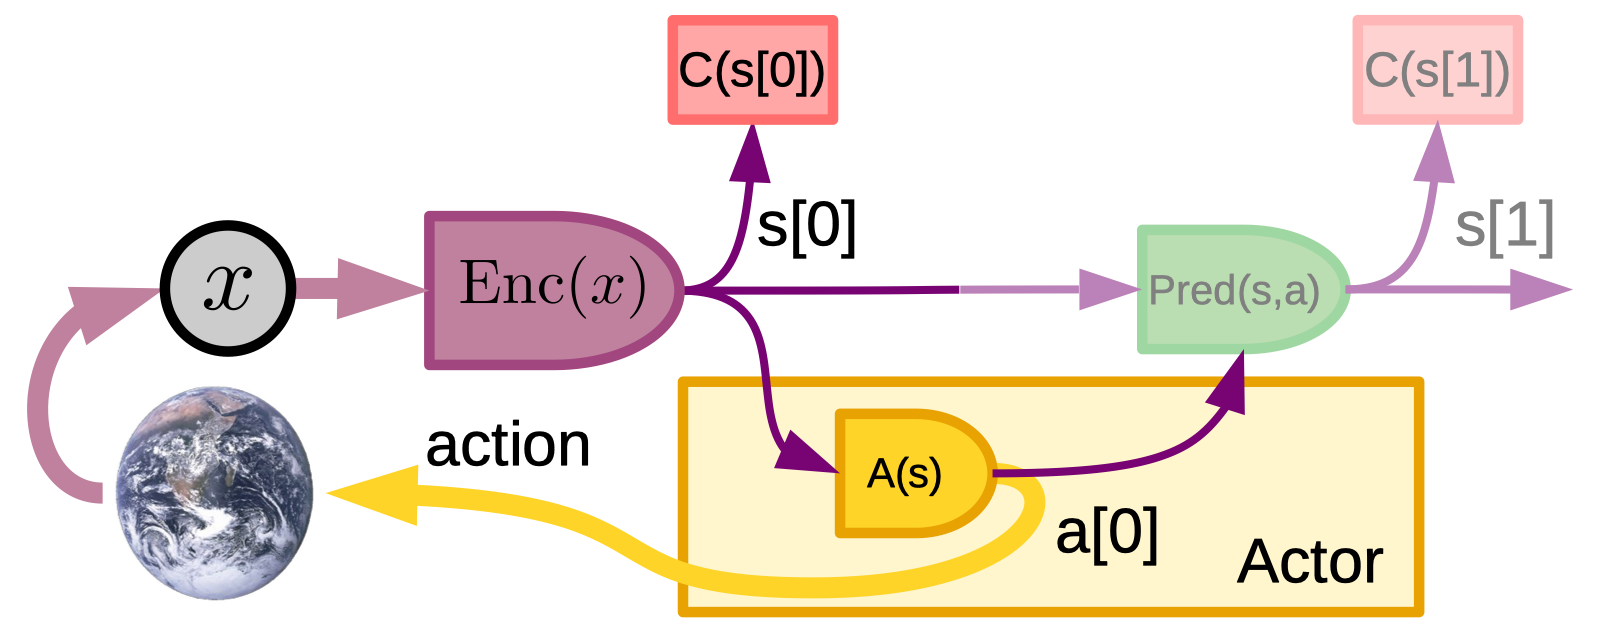 C(s[0])
C(s[1])
s[0]
s[1]
x
Enc(x)
Pred(s,a)
action
A(s)
a[0]
Actor